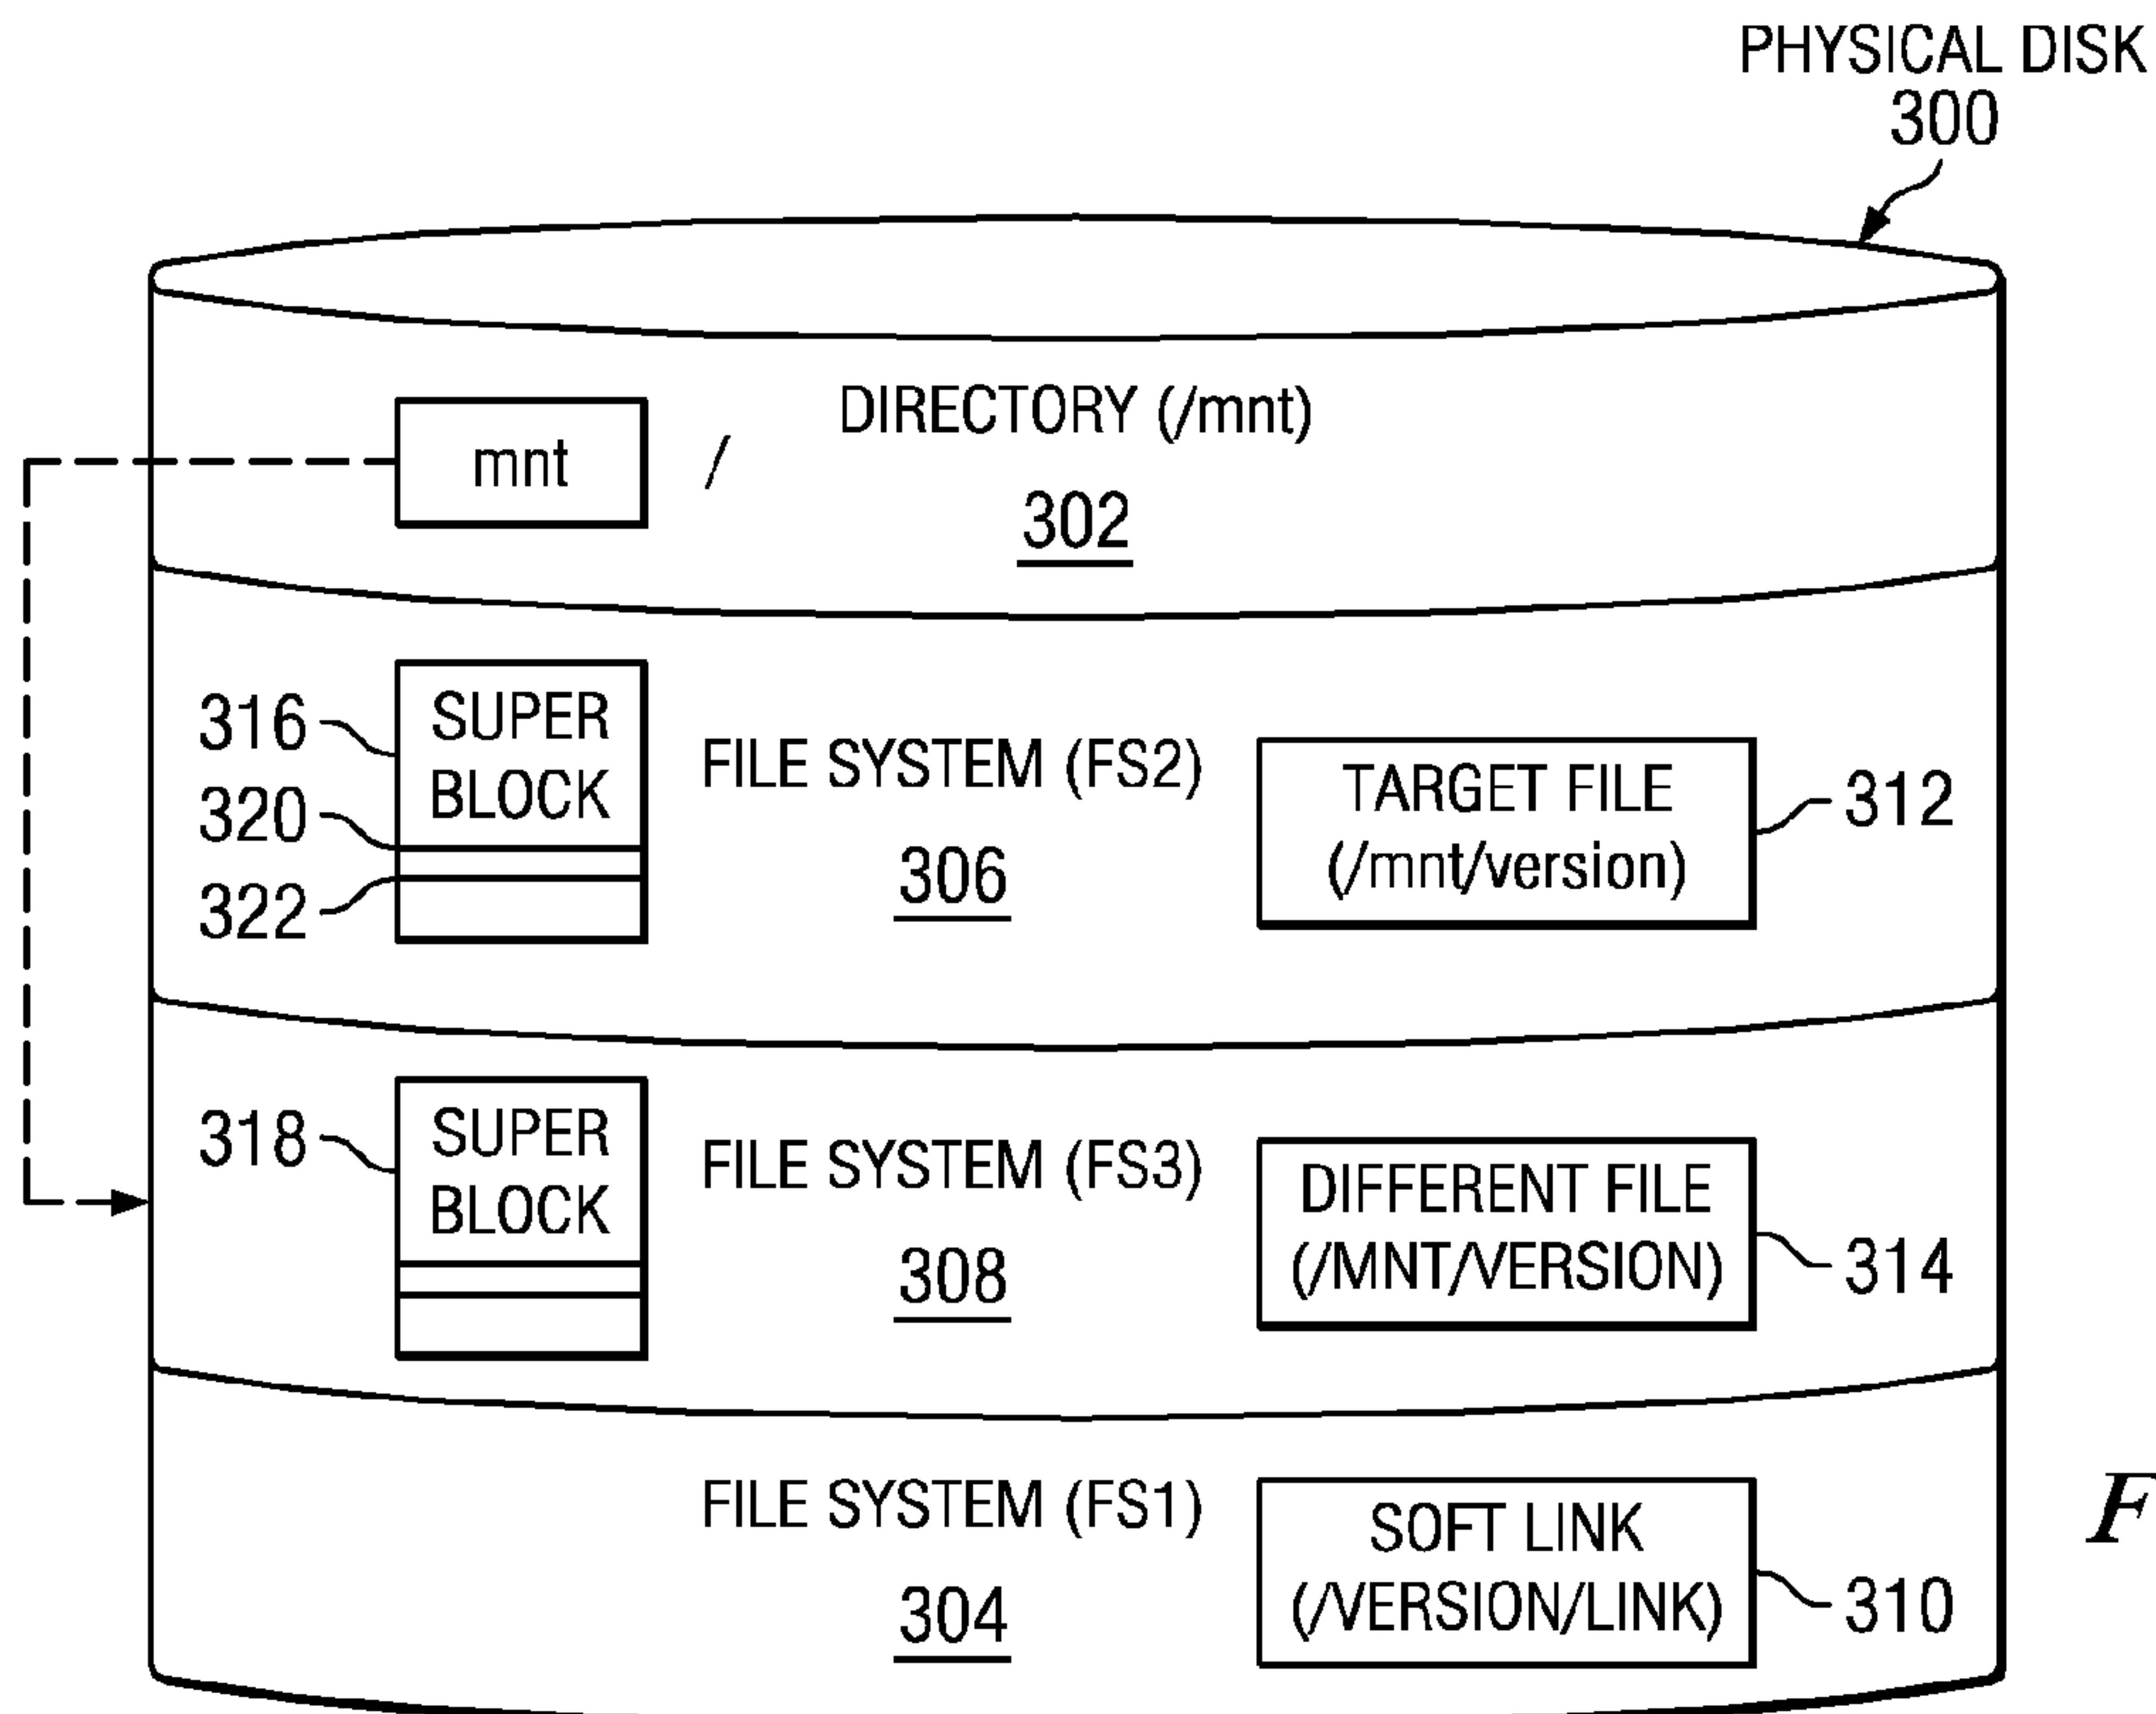 PHYSICAL DISK
300
mnt
/
DIRECTORY (/mnt)
302
316
320
322
SUPER
BLOCK
FILE SYSTEM (FS2)
306
TARGET FILE
(/mnt/version)
312
318
SUPER
BLOCK
FILE SYSTEM (FS3)
308
DIFFERENT FILE
(/MNT/VERSION)
314
FILE SYSTEM (FS1)
304
SOFT LINK
(/VERSION/LINK)
310
F